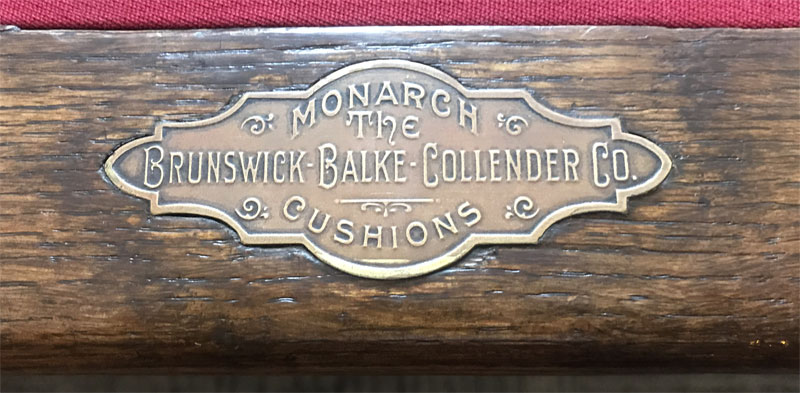 MONARCH
THE
BRUNSWICK-BALKE-COLLENDER CO.
CUSHIONS